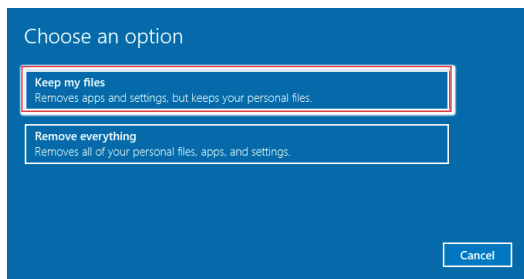 Choose an option
Keep my files
Removes apps and settings, but keeps your personal files.
Remove everything
Removes all of your personal files, apps, and settings.
Cancel